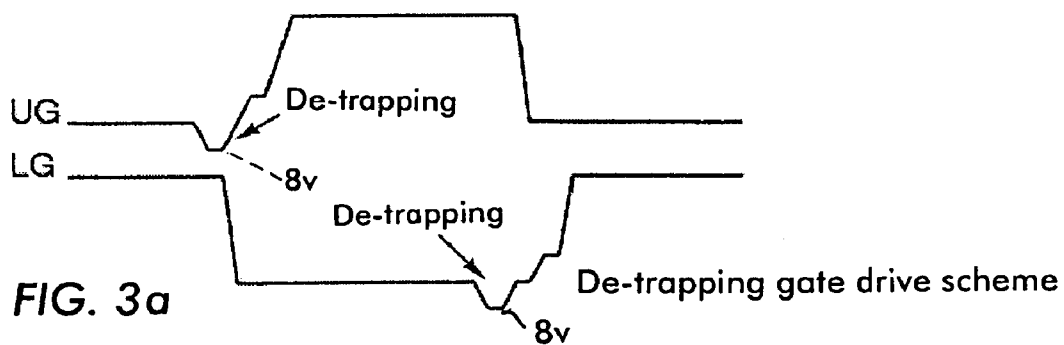 UG
De-trapping
LG
8v
De-trapping
De-trapping gate drive scheme
FIG. 3a
8v